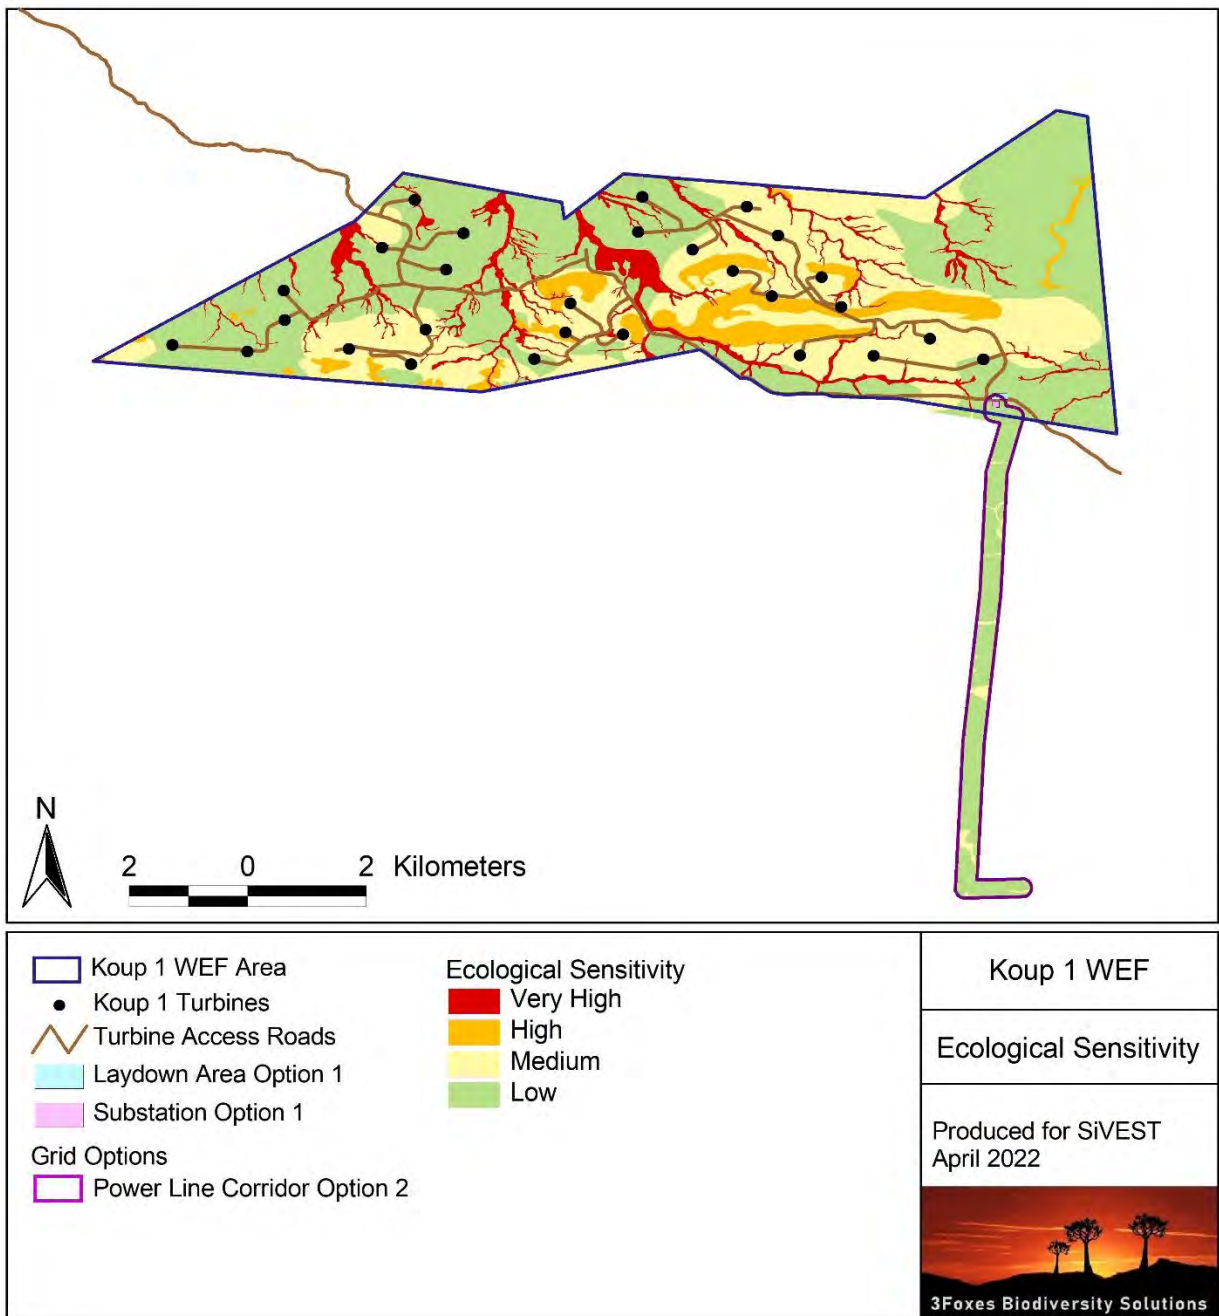 N
2 0 2 Kilometers
Koup 1 WEF Area
Koup 1 Turbines
Turbine Access Roads
Laydown Area Option 1
Substation Option 1
Grid Options
Power Line Corridor Option 2
Ecological Sensitivity
Very High
High
Medium
Low
Koup 1 WEF
Ecological Sensitivity
Produced for SiVEST
April 2022
3Foxes Biodiversity Solutions